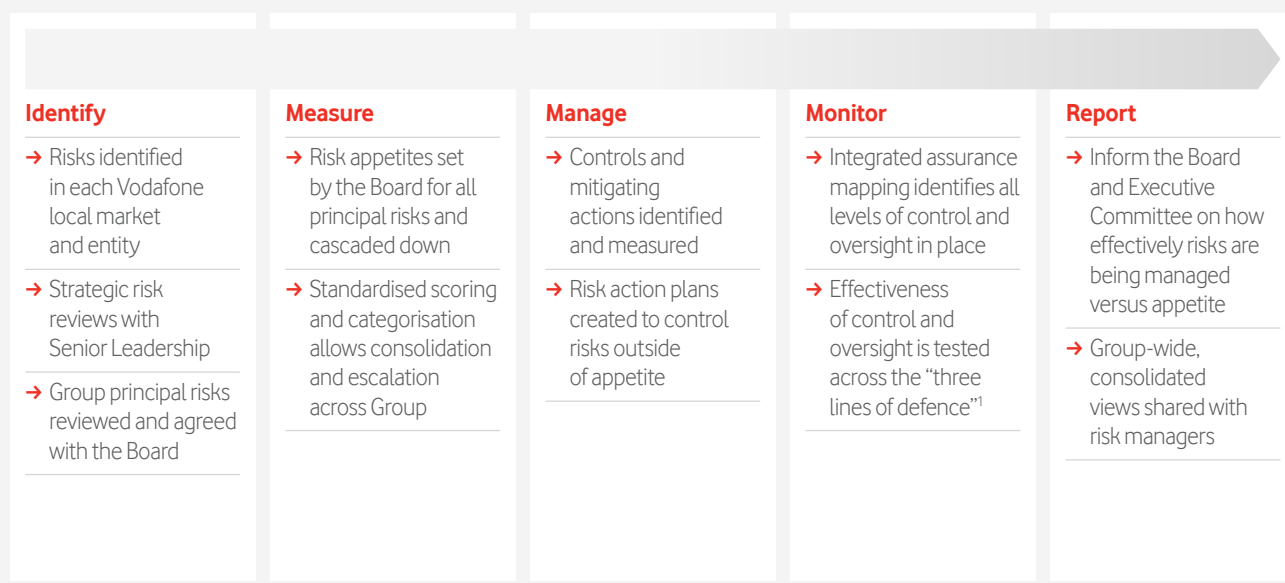 Identify
→ Risks identified
in each Vodafone
local market
and entity
→ Strategic risk
reviews with
Senior Leadership
→ Group principal risks
reviewed and agreed
with the Board
Measure
→ Risk appetites set
by the Board for all
principal risks and
cascaded down
→ Standardised scoring
and categorisation
allows consolidation
and escalation
across Group
Manage
→ Controls and
mitigating
actions identified
and measured
→ Risk action plans
created to control
risks outside
of appetite
Monitor
→ Integrated assurance
mapping identifies all
levels of control and
oversight in place
→ Effectiveness
of control and
oversight is tested
across the “three
lines of defence”¹
Report
→ Inform the Board
and Executive
Committee on how
effectively risks are
being managed
versus appetite
→ Group-wide,
consolidated
views shared with
risk managers